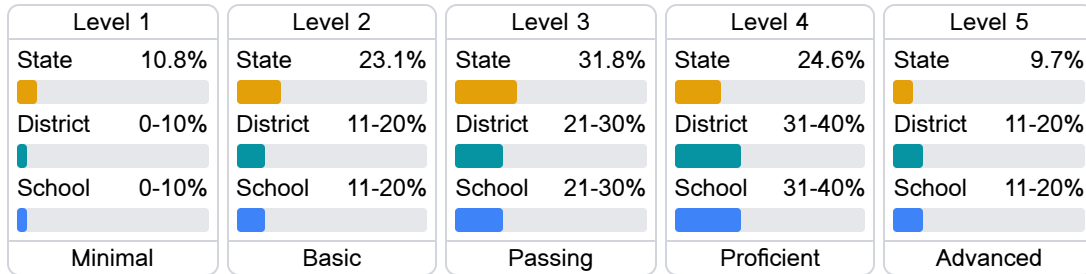 Level 1
State 10.8%
District 0-10%
School 0-10%
Minimal
Level 2
State 23.1%
District 11-20%
School 11-20%
Basic
Level 3
State 31.8%
District 21-30%
School 21-30%
Passing
Level 4
State 24.6%
District 31-40%
School 31-40%
Proficient
Level 5
State 9.7%
District 11-20%
School 11-20%
Advanced